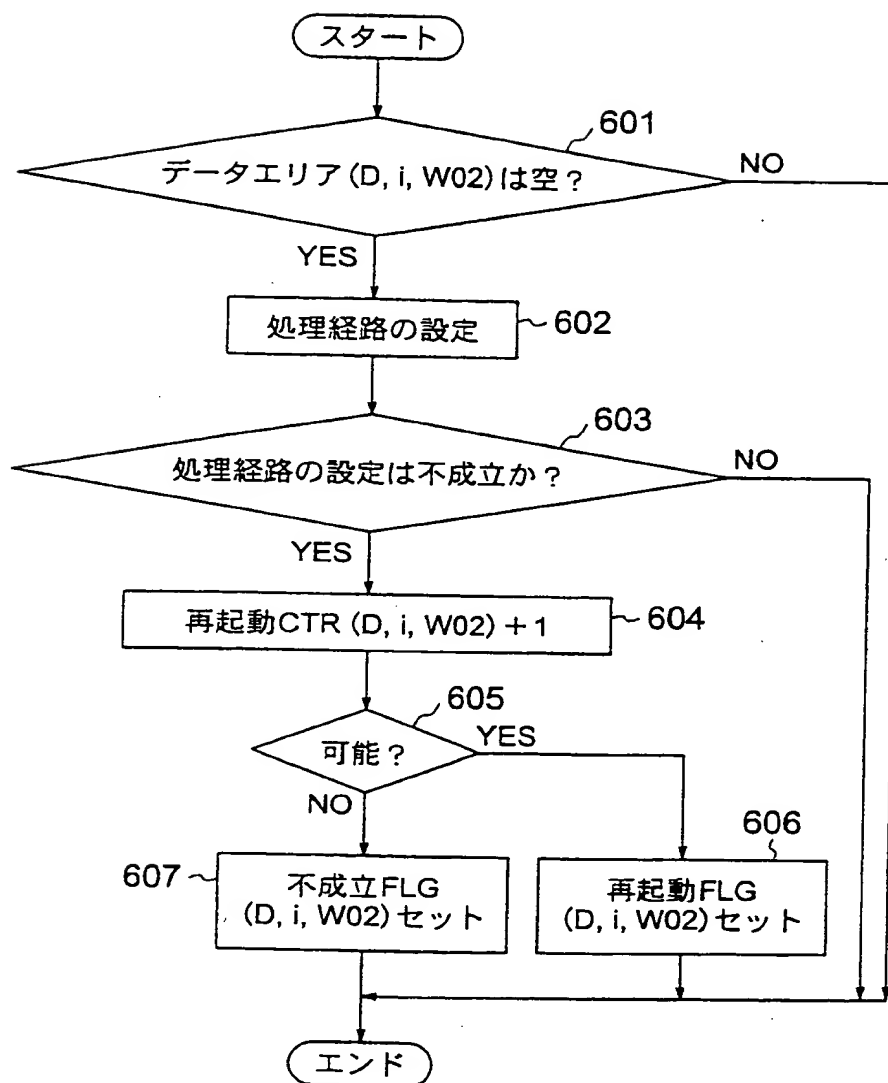 スタート
601
データエリア(D, i, W02)は空?
NO
YES
処理経路の設定
602
603
処理経路の設定は不成立か?
NO
YES
再起動CTR (D, i, W02)+1
604
605
可能?
YES
NO
606
607
不成立FLG
(D, i, W02)セット
再起動FLG
(D, i, W02)セット
エンド